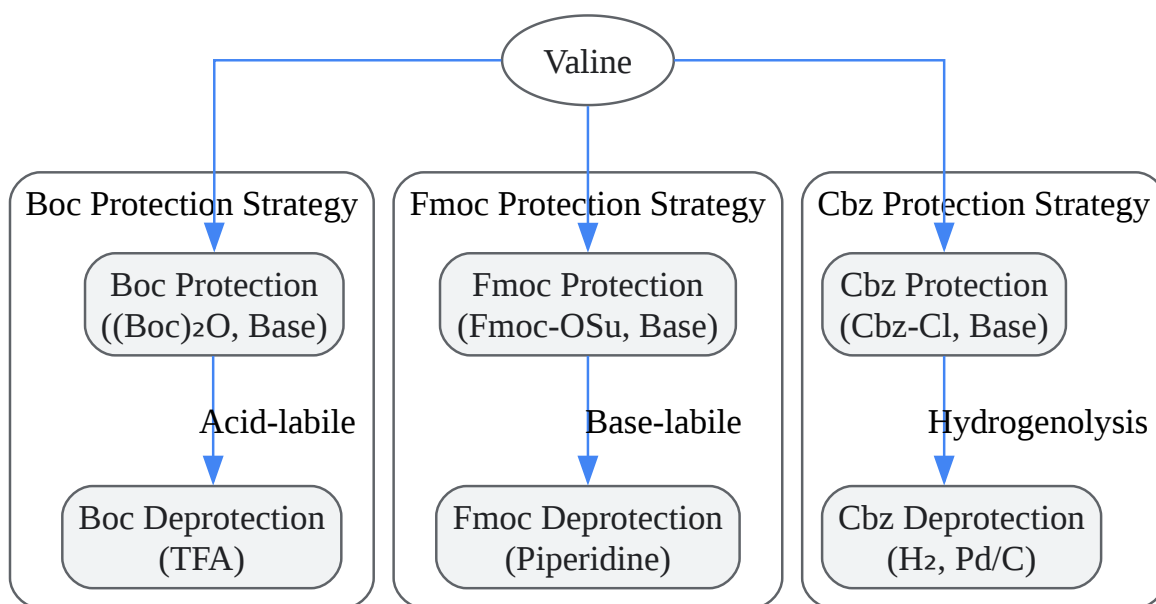 Valine
Boc Protection Strategy
Fmoc Protection Strategy
Cbz Protection Strategy
Boc Protection
((Boc)₂O, Base)
Fmoc Protection
(Fmoc-OSu, Base)
Cbz Protection
(Cbz-Cl, Base)
Acid-labile
Base-labile
Hydrogenolysis
Boc Deprotection
(TFA)
Fmoc Deprotection
(Piperidine)
Cbz Deprotection
(H₂, Pd/C)